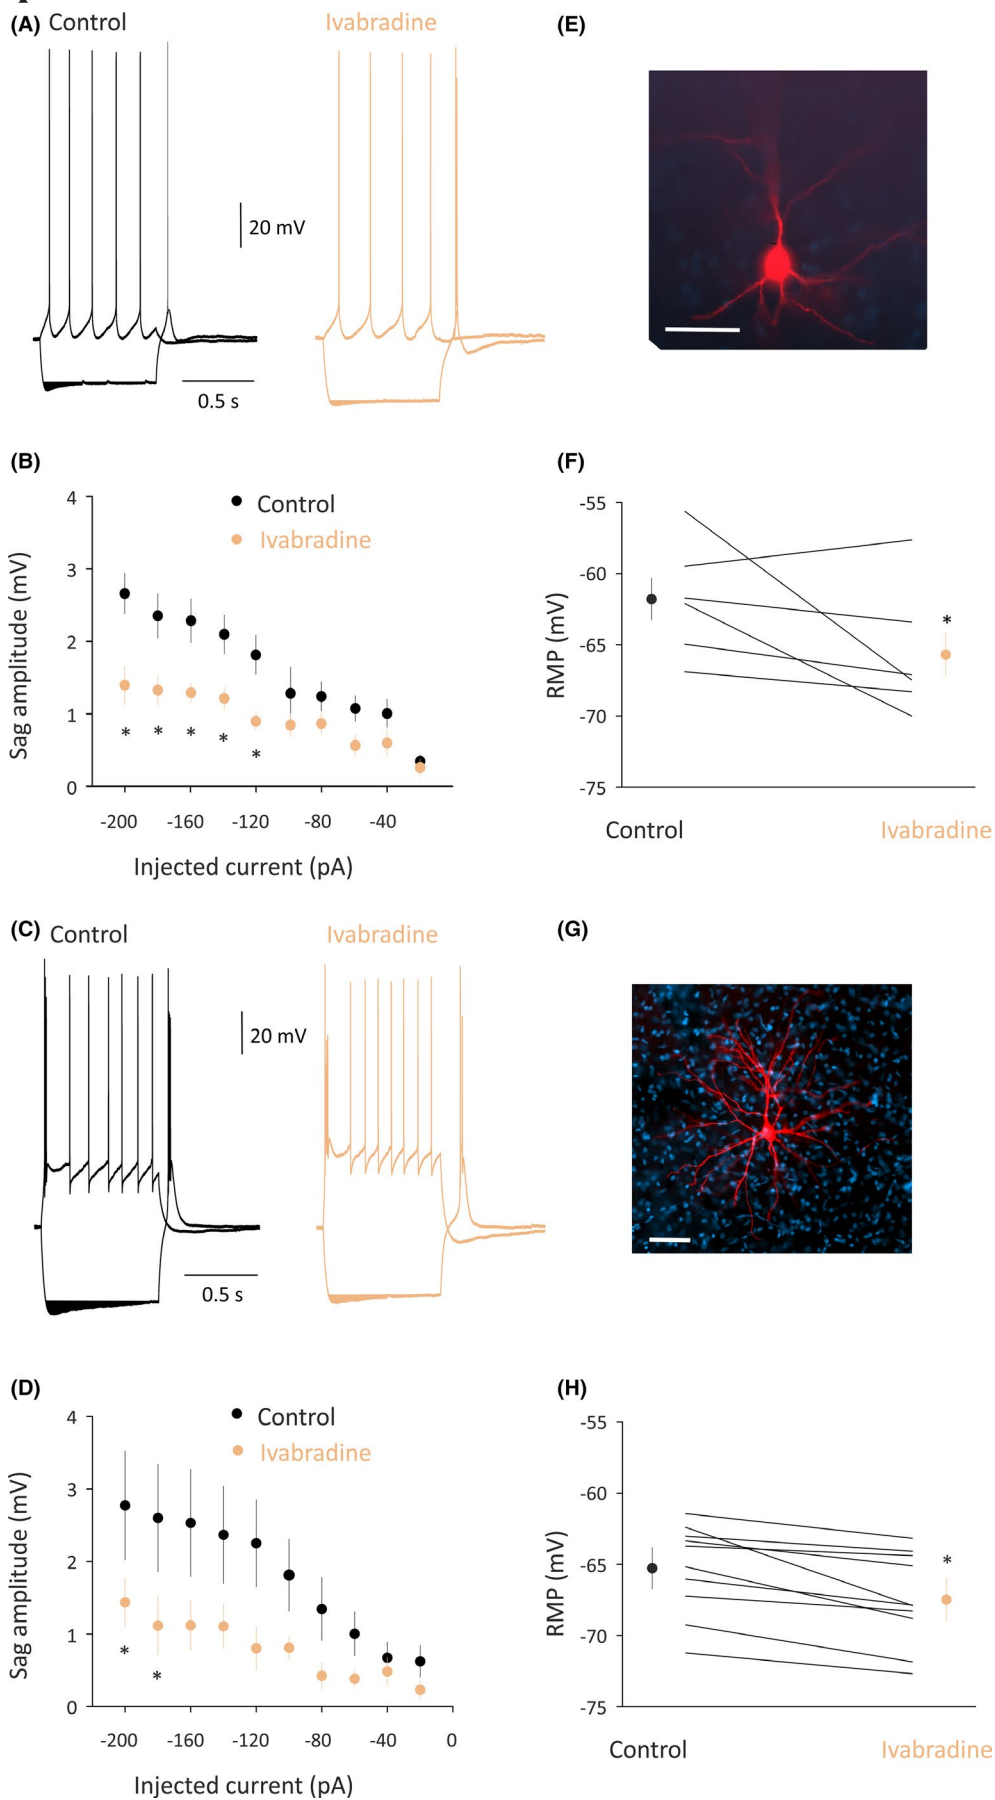 (A) Control Ivabradine
20 mV
0.5 s
(E)
(B)
Control
Ivabradine
Sag amplitude (mV)
4
3
2
1
0
* * * * *
-200 -160 -120 -80 -40
Injected current (pA)
(F)
RMP (mV)
-55
-60
-65
-70
-75
*
Control Ivabradine
(C) Control Ivabradine
20 mV
0.5 s
(G)
(D)
Control
Ivabradine
Sag amplitude (mV)
4
3
2
1
0
* *
-200 -160 -120 -80 -40 0
Injected current (pA)
(H)
RMP (mV)
-55
-60
-65
-70
-75
*
Control Ivabradine